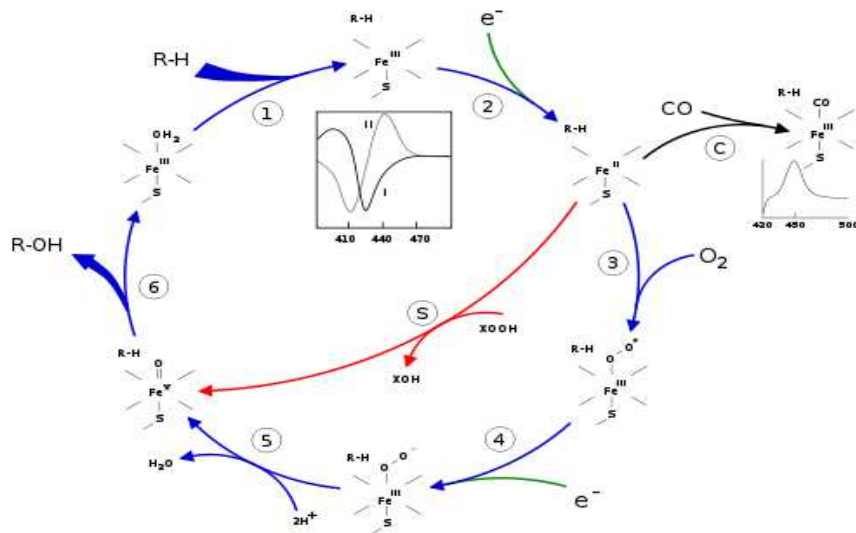 R-H
Fe III
S
e⁻
R-H
1
2
OH₂
Fe III
S
II
I
410 440 470
R-H
Fe II
S
CO
C
R-H
CO
Fe III
S
420 450 500
R-OH
6
3
O₂
S
XOOH
XOH
R-H
O
Fe V
S
R-H
O-O•
Fe III
S
5
4
H₂O
2H⁺
R-H
O-O⁻
Fe III
S
e⁻